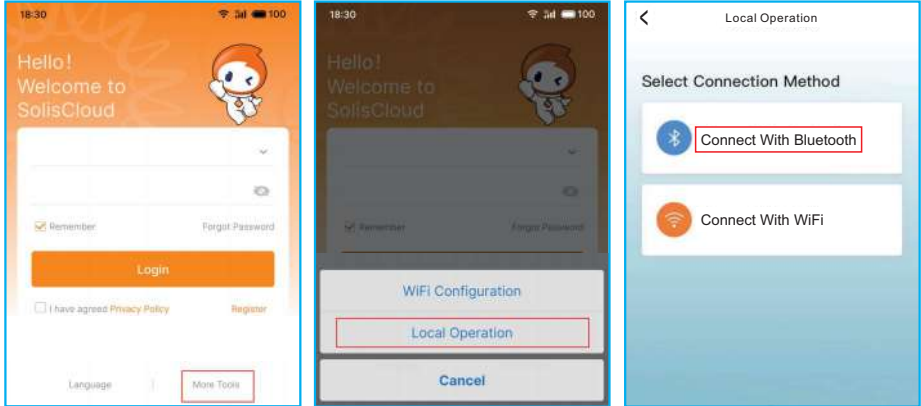 18:30
100
Hello!
Welcome to
SolisCloud
Remember
Forgot Password
Login
I have agreed Privacy Policy
Register
Language
More Tools
18:30
100
Hello!
Welcome to
SolisCloud
Remember
Forgot Password
WiFi Configuration
Local Operation
Cancel
Local Operation
Select Connection Method
Connect With Bluetooth
Connect With WiFi